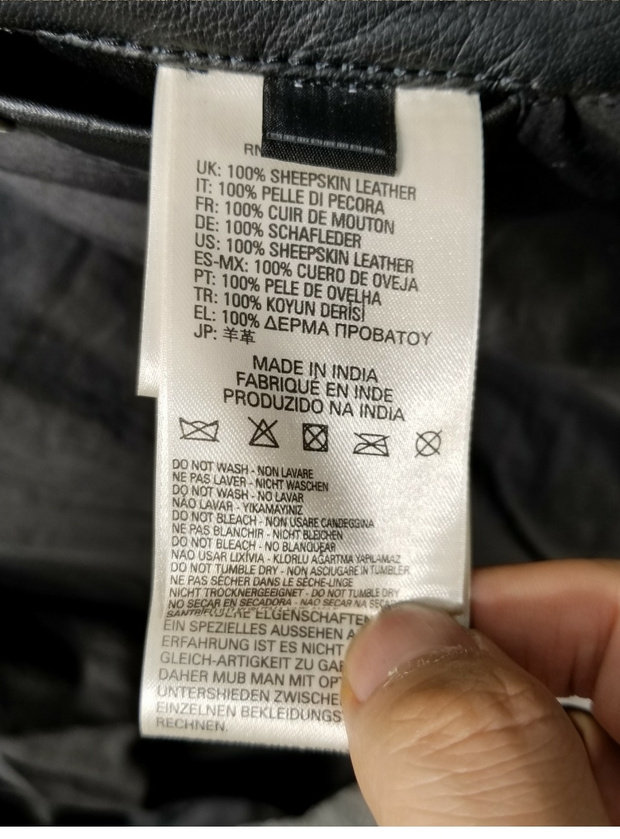 RN
UK: 100% SHEEPSKIN LEATHER
IT: 100% PELLE DI PECORA
FR: 100% CUIR DE MOUTON
DE: 100% SCHAFLEDER
US: 100% SHEEPSKIN LEATHER
ES-MX: 100% CUERO DE OVEJA
PT: 100% PELE DE OVELHA
TR: 100% KOYUN DERİSİ
EL: 100% ΔΕΡΜΑ ΠΡΟΒΑΤΟΥ
JP: 羊革
MADE IN INDIA
FABRIQUÉ EN INDE
PRODUZIDO NA INDIA
DO NOT WASH - NON LAVARE
NE PAS LAVER - NICHT WASCHEN
DO NOT WASH - NO LAVAR
NÃO LAVAR - YIKAMAYINIZ
DO NOT BLEACH - NON USARE CANDEGGINA
NE PAS BLANCHIR - NICHT BLEICHEN
DO NOT BLEACH - NO BLANQUEAR
NÃO USAR LIXÍVIA - KLORLU AĞARTMA YAPILAMAZ
DO NOT TUMBLE DRY - NON ASCIUGARE IN TUMBLER
NE PAS SÉCHER DANS LE SÈCHE-LINGE
NICHT TROCKNERGEEIGNET - DO NOT TUMBLE DRY
NO SECAR EN SECADORA - NÃO SECAR NA
EIGENSCHAFTEN
EIN SPEZIELLES AUSSEHEN
ERFAHRUNG IST ES NICHT
GLEICH-ARTIGKEIT ZU
DAHER MUB MAN MIT
UNTERSHIEDEN
EINZELNEN
RECHNEN.